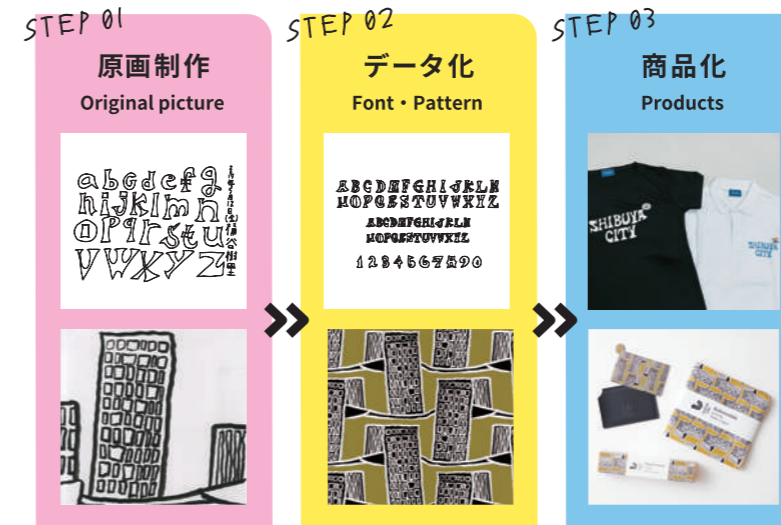 STEP 01
原画制作
Original picture
abcdefg
hijklmn
opqrstu
vwxyz
STEP 02
データ化
Font・Pattern
ABCDEFGHIJKLM
NOPQRSTUVWXYZ
ABCDEFGHIJKLM
NOPQRSTUVWXYZ
1234567890
STEP 03
商品化
Products
SHIBUYA
CITY
SHIBUYA
CITY